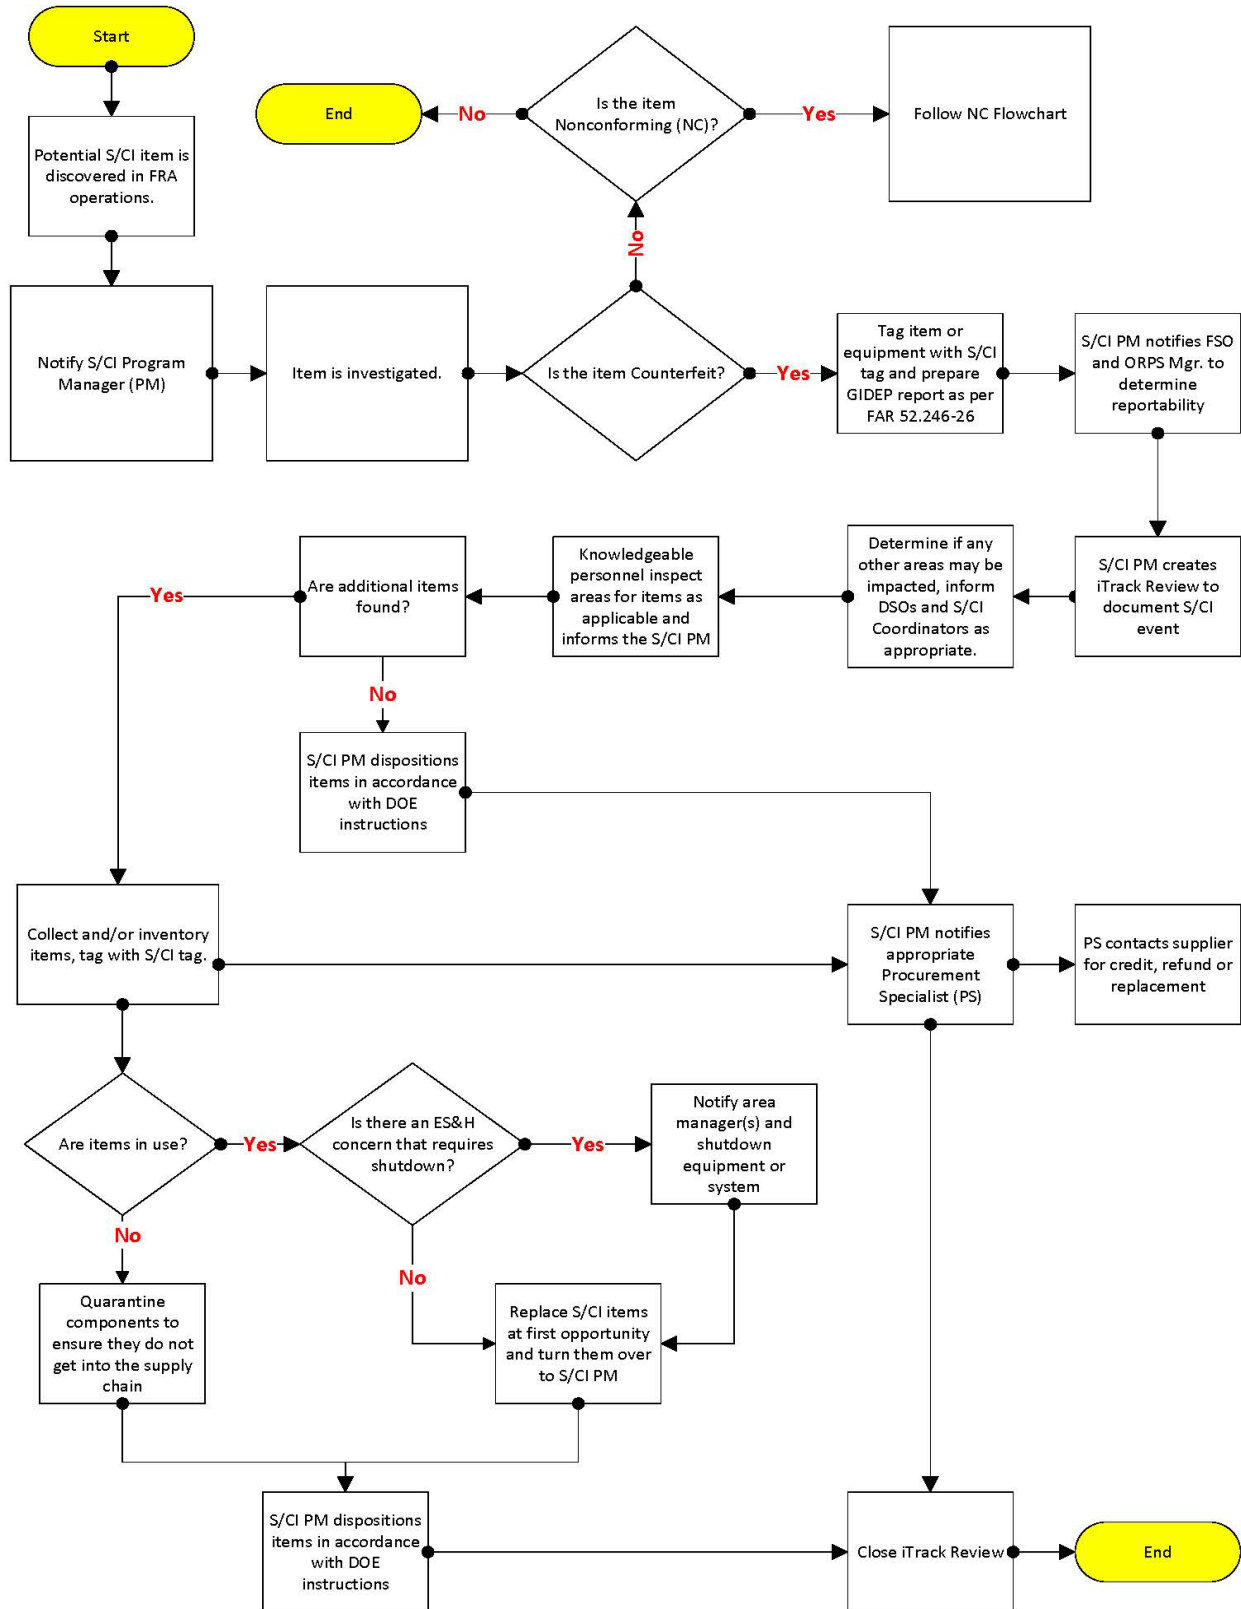 Start
End
No
Is the item
Nonconforming (NC)?
Yes
Follow NC Flowchart
Potential S/CI item is
discovered in FRA
operations.
No
Notify S/CI Program
Manager (PM)
Item is investigated.
Is the item Counterfeit?
Yes
Tag item or
equipment with S/CI
tag and prepare
GIDEP report as per
FAR 52.246-26
S/CI PM notifies FSO
and ORPS Mgr. to
determine
reportability
S/CI PM creates
iTrack Review to
document S/CI
event
Determine if any
other areas may be
impacted, inform
DSOs and S/CI
Coordinators as
appropriate.
Knowledgeable
personnel inspect
areas for items as
applicable and
informs the S/CI PM
Are additional items
found?
Yes
No
S/CI PM dispositions
items in accordance
with DOE
instructions
Collect and/or inventory
items, tag with S/CI tag.
S/CI PM notifies
appropriate
Procurement
Specialist (PS)
PS contacts supplier
for credit, refund or
replacement
Are items in use?
Yes
Is there an ES&H
concern that requires
shutdown?
Yes
Notify area
manager(s) and
shutdown
equipment or
system
No
No
Quarantine
components to
ensure they do not
get into the supply
chain
Replace S/CI items
at first opportunity
and turn them over
to S/CI PM
S/CI PM dispositions
items in accordance
with DOE
instructions
Close iTrack Review
End